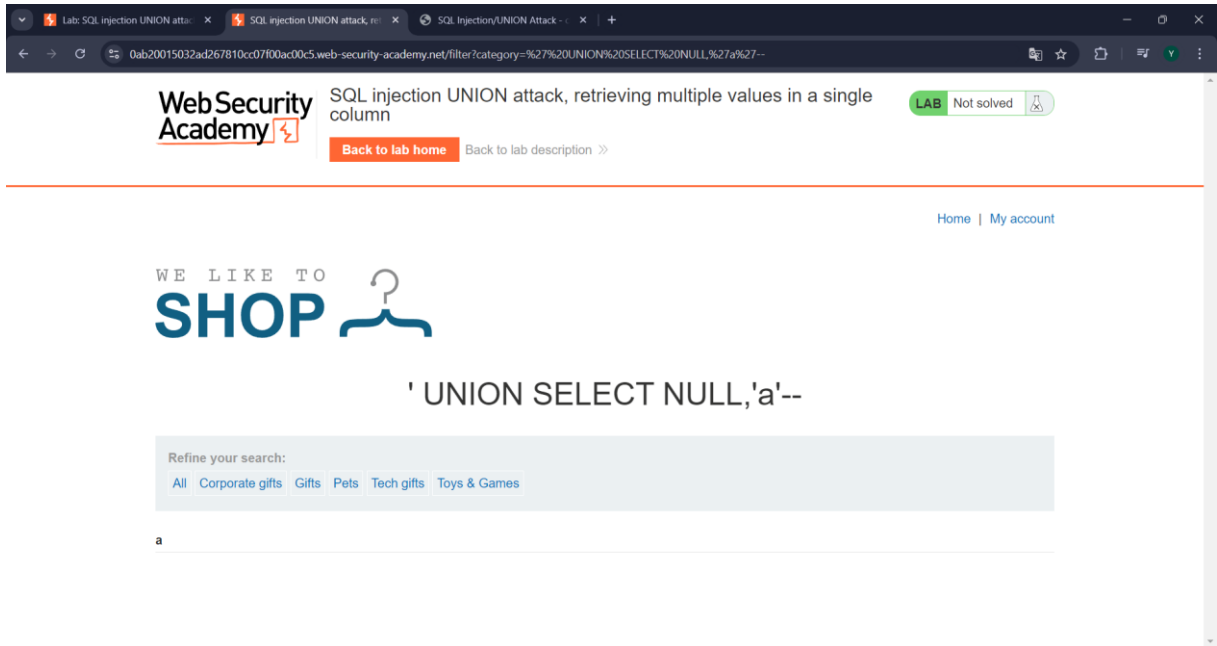 Lab: SQL injection UNION attac
SQL injection UNION attack, ret
SQL Injection/UNION Attack - c
0ab20015032ad267810cc07f00ac00c5.web-security-academy.net/filter?category=%27%20UNION%20SELECT%20NULL,%27a%27--
Y
Web Security
Academy
SQL injection UNION attack, retrieving multiple values in a single
column
LAB Not solved
Back to lab home Back to lab description
Home | My account
WE LIKE TO
SHOP
' UNION SELECT NULL,'a'--
Refine your search:
All Corporate gifts Gifts Pets Tech gifts Toys & Games
a